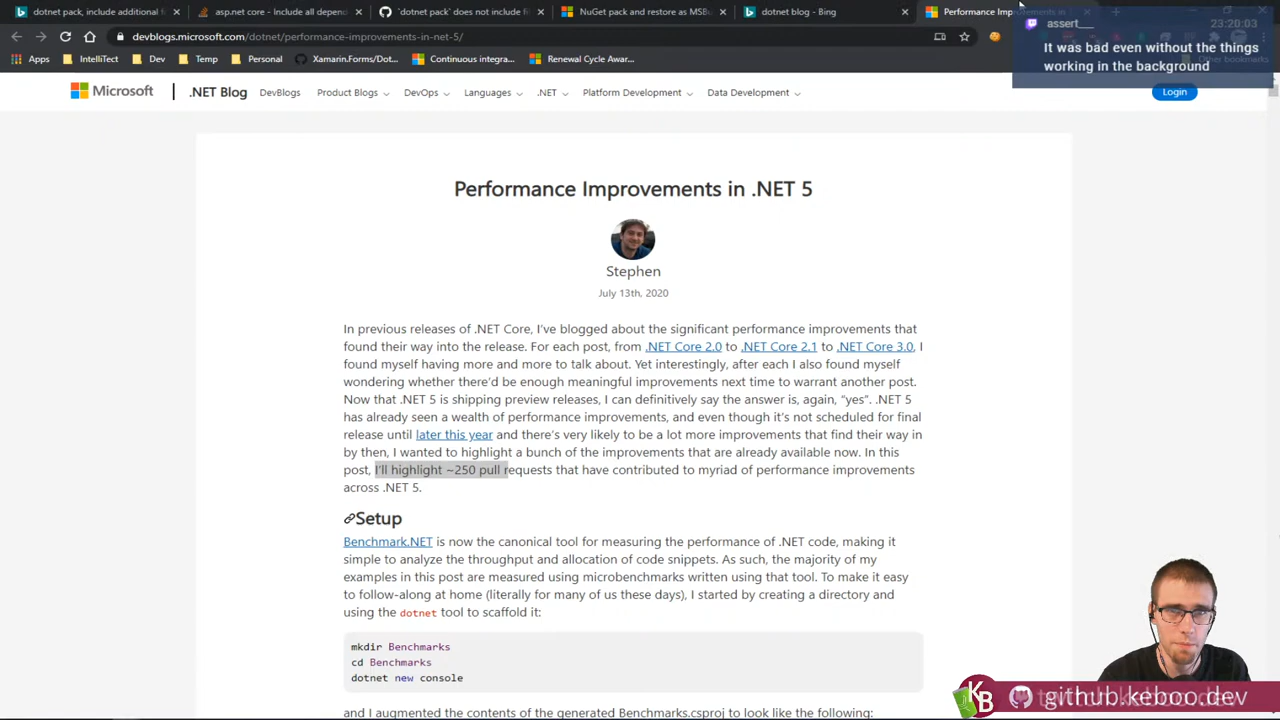 dotnet pack, include additional f
asp.net core - include all depend
`dotnet pack` does not include f
NuGet pack and restore as MSBu
dotnet blog - Bing
Performance Improvements in
assert___
23:20:03
It was bad even without the things
working in the background
devblogs.microsoft.com/dotnet/performance-improvements-in-net-5/
Apps
IntelliTect
Dev
Temp
Personal
Xamarin.Forms/Dot...
Continuous integra...
Renewal Cycle Awar...
Other bookmarks
Microsoft
.NET Blog
DevBlogs
Product Blogs
DevOps
Languages
.NET
Platform Development
Data Development
Login
Performance Improvements in .NET 5
Stephen
July 13th, 2020
In previous releases of .NET Core, I've blogged about the significant performance improvements that
found their way into the release. For each post, from .NET Core 2.0 to .NET Core 2.1 to .NET Core 3.0, I
found myself having more and more to talk about. Yet interestingly, after each I also found myself
wondering whether there'd be enough meaningful improvements next time to warrant another post.
Now that .NET 5 is shipping preview releases, I can definitively say the answer is, again, “yes”. .NET 5
has already seen a wealth of performance improvements, and even though it's not scheduled for final
release until later this year and there's very likely to be a lot more improvements that find their way in
by then, I wanted to highlight a bunch of the improvements that are already available now. In this
post, I'll highlight ~250 pull requests that have contributed to myriad of performance improvements
across .NET 5.
Setup
Benchmark.NET is now the canonical tool for measuring the performance of .NET code, making it
simple to analyze the throughput and allocation of code snippets. As such, the majority of my
examples in this post are measured using microbenchmarks written using that tool. To make it easy
to follow-along at home (literally for many of us these days), I started by creating a directory and
using the dotnet tool to scaffold it:
mkdir Benchmarks
cd Benchmarks
dotnet new console
and I augmented the contents of the generated Benchmarks.csproj to look like the following:
KB
github.keboo.dev